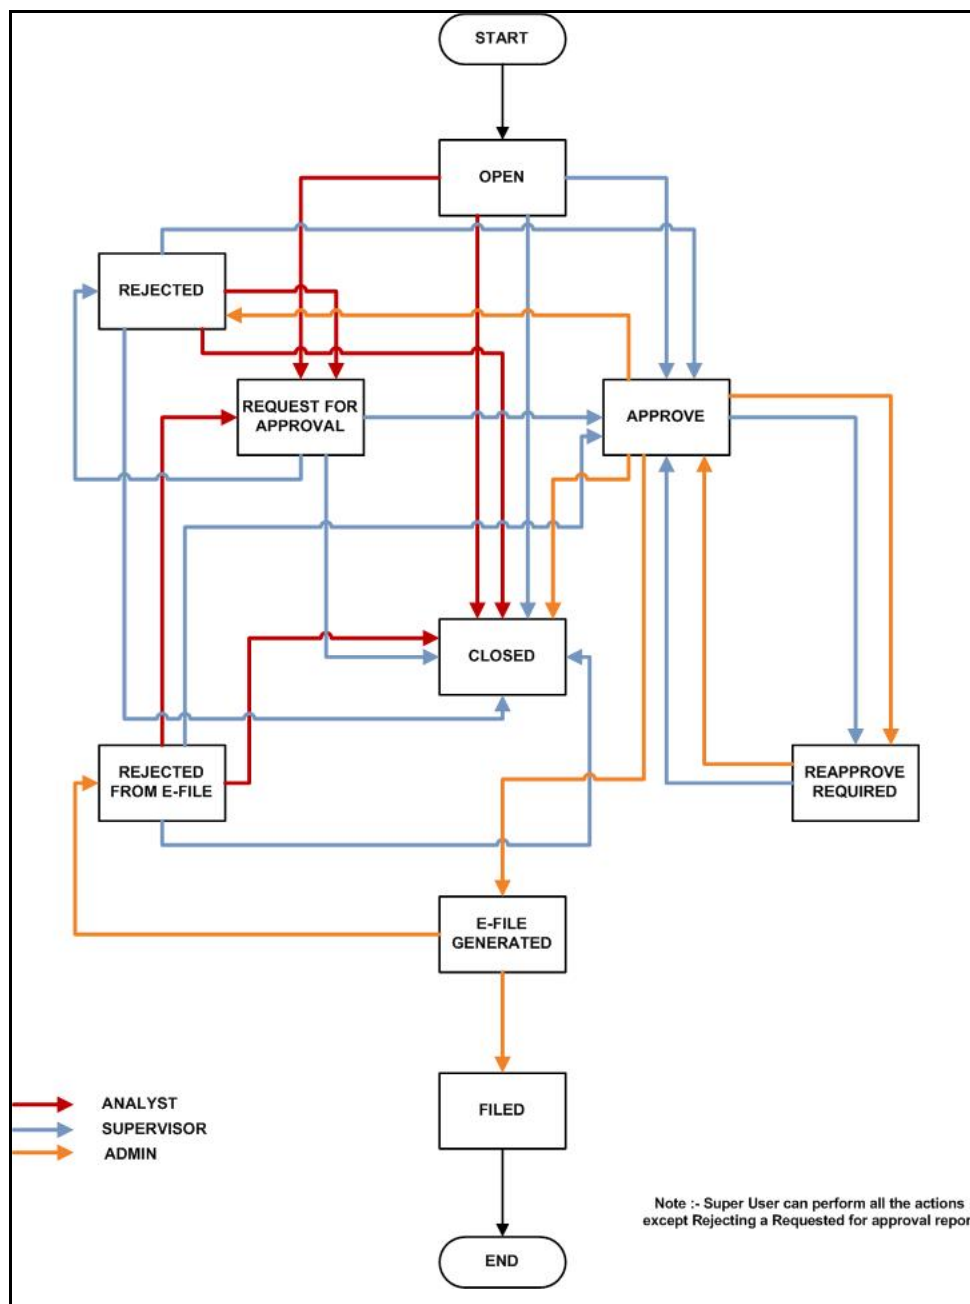 START
OPEN
REJECTED
REQUEST FOR
APPROVAL
APPROVE
CLOSED
REJECTED
FROM E-FILE
REAPPROVE
REQUIRED
E-FILE
GENERATED
FILED
ANALYST
SUPERVISOR
ADMIN
Note :- Super User can perform all the actions
except Rejecting a Requested for approval repor
END